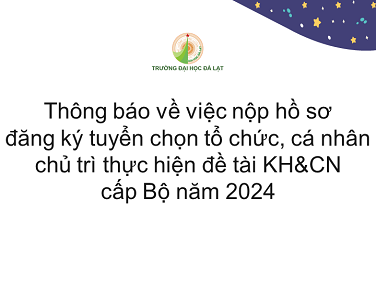 TRƯỜNG ĐẠI HỌC ĐÀ LẠT
Thông báo về việc nộp hồ sơ
đăng ký tuyển chọn tổ chức, cá nhân
chủ trì thực hiện đề tài KH&CN
cấp Bộ năm 2024